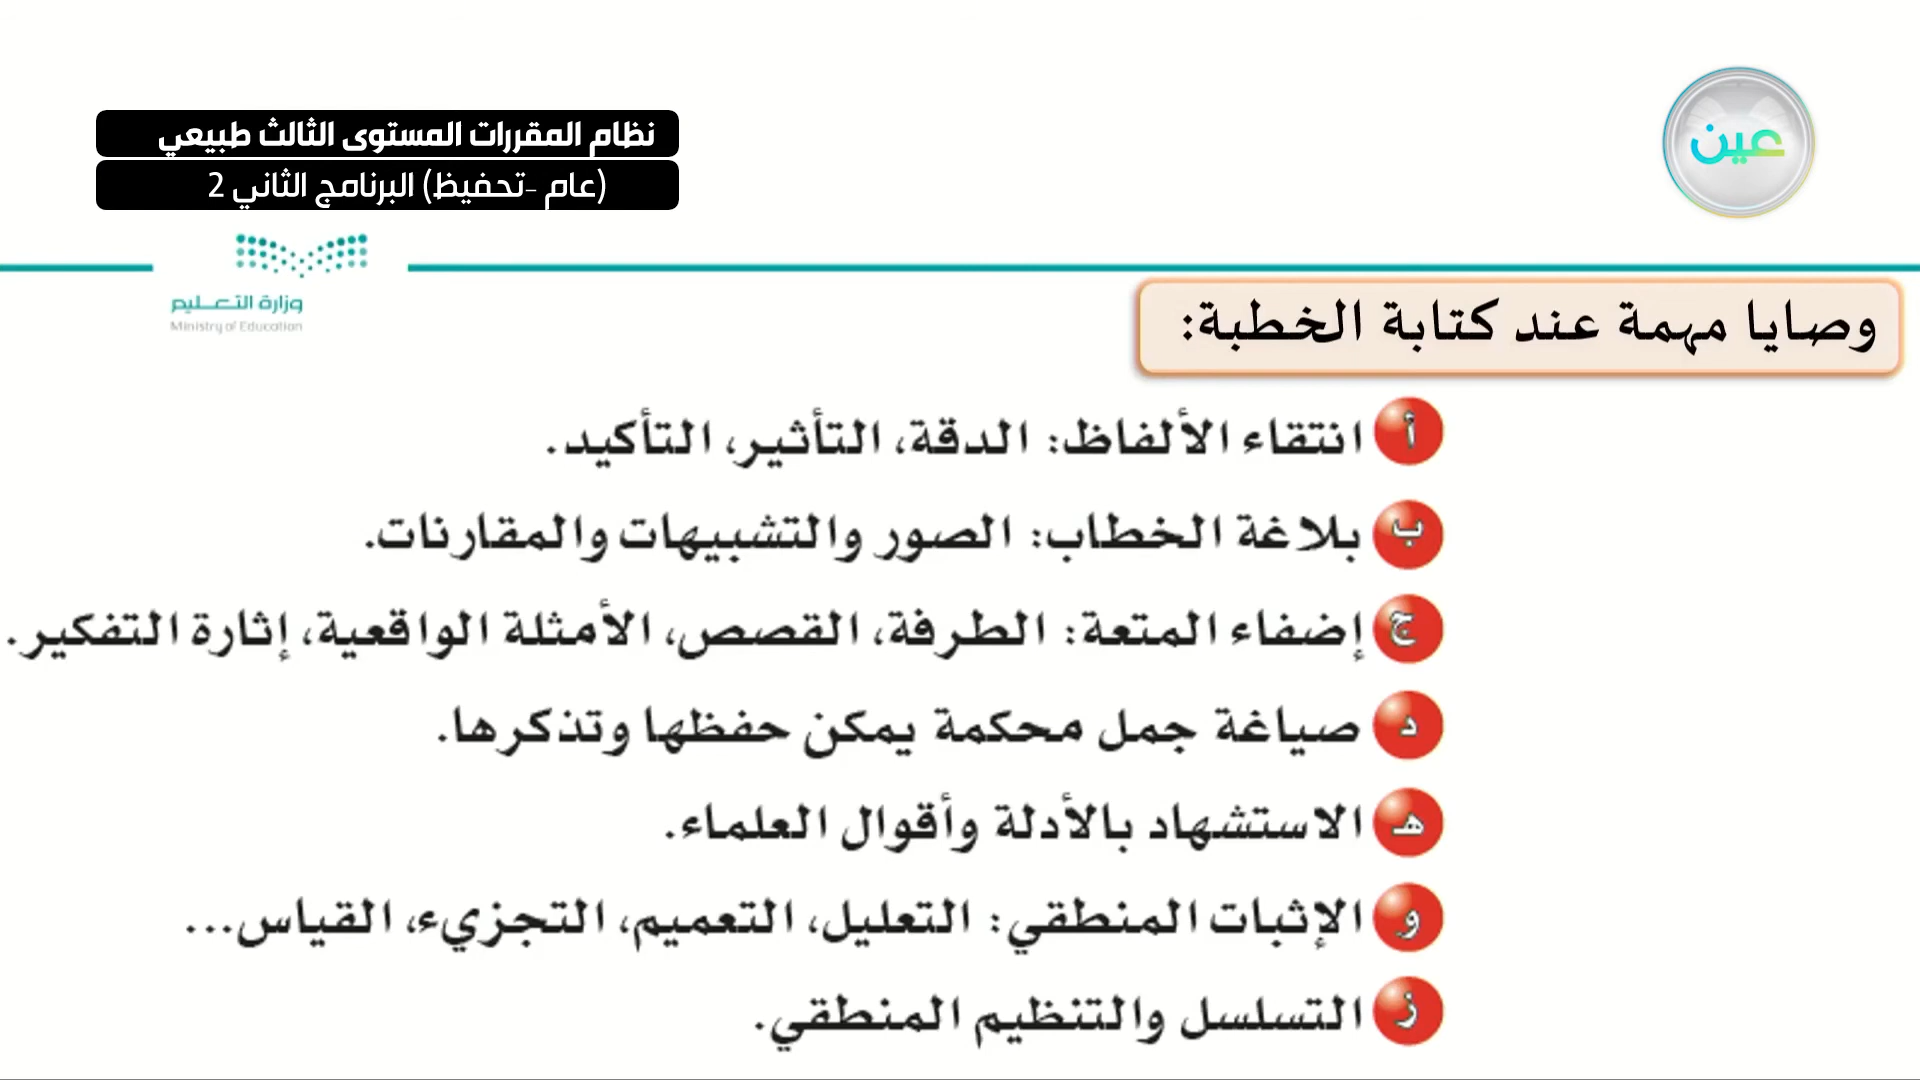 نظام المقررات المستوى الثالث طبيعي
(عام -تحفيظ) البرنامج الثاني 2
عين
وزارة التعليم
Ministry of Education
وصايا مهمة عند كتابة الخطبة:
أ انتقاء الألفاظ: الدقة، التأثير، التأكيد.
ب بلاغة الخطاب: الصور والتشبيهات والمقارنات.
ج إضفاء المتعة: الطرفة، القصص، الأمثلة الواقعية، إثارة التفكير.
د صياغة جمل محكمة يمكن حفظها وتذكرها.
هـ الاستشهاد بالأدلة وأقوال العلماء.
و الإثبات المنطقي: التعليل، التعميم، التجزيء، القياس...
ز التسلسل والتنظيم المنطقي.